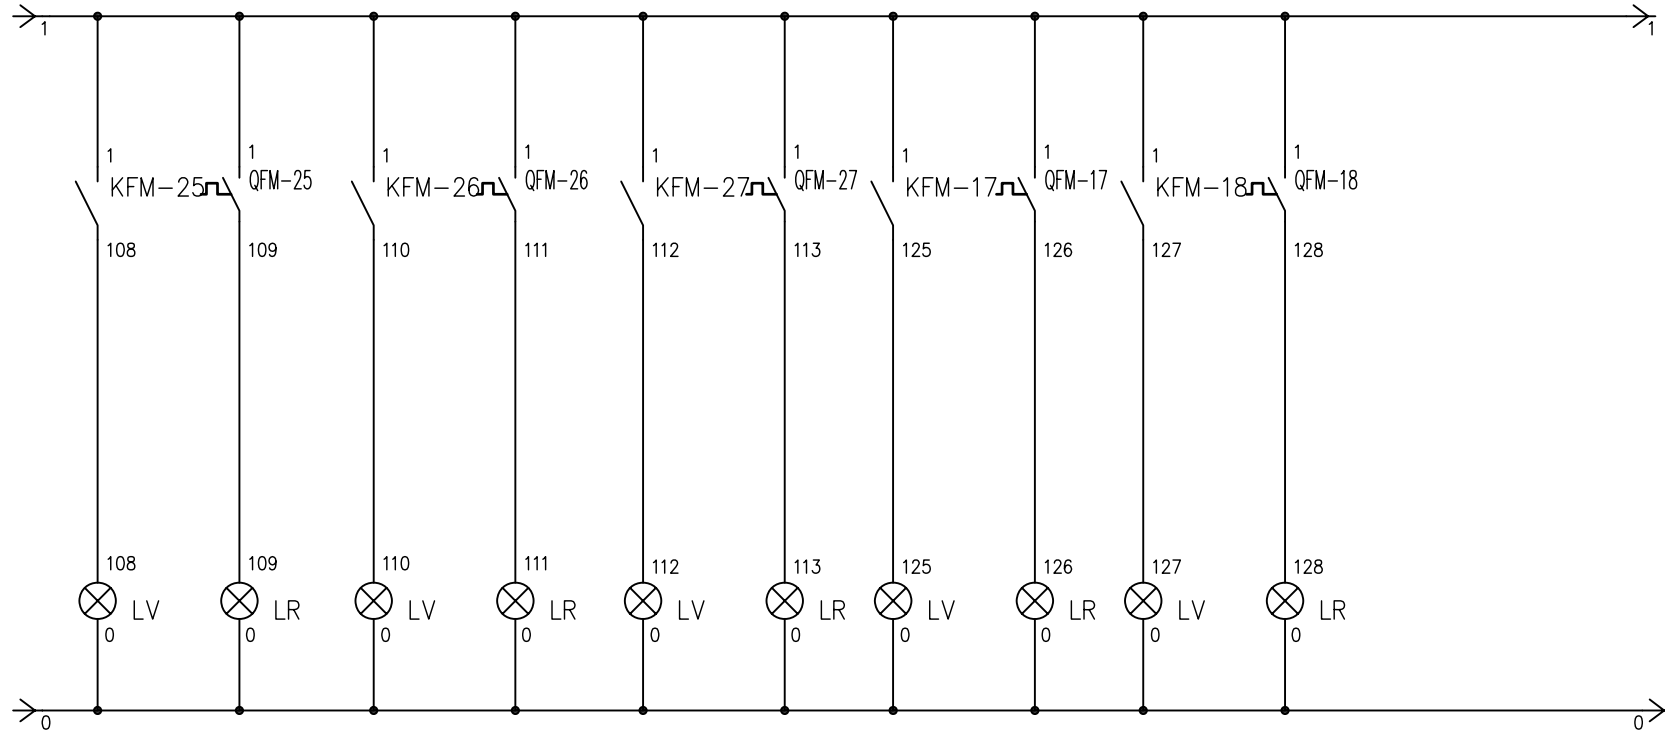 1 1
1 1 1 1 1 1 1 1 1 1
KFM-25 QFM-25 KFM-26 QFM-26 KFM-27 QFM-27 KFM-17 QFM-17 KFM-18 QFM-18
108 109 110 111 112 113 125 126 127 128
108 109 110 111 112 113 125 126 127 128
LV LR LV LR LV LR LV LR LV LR
0 0 0 0 0 0 0 0 0 0
0 0